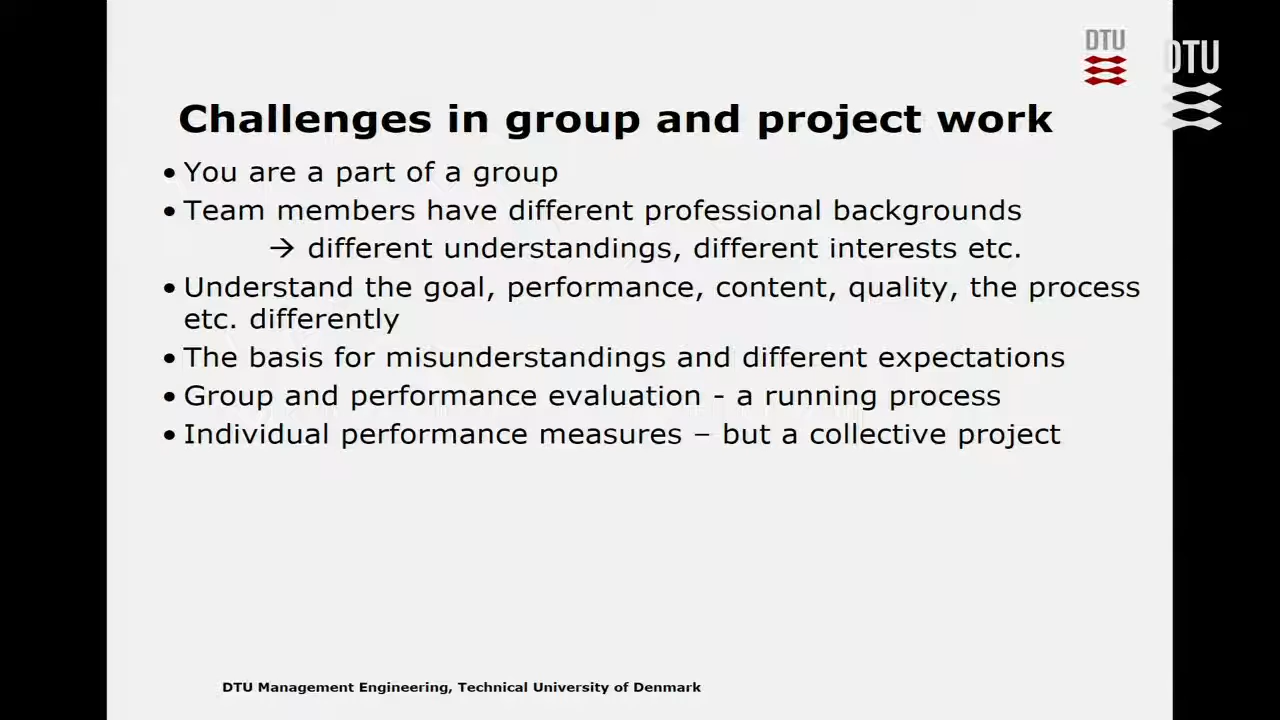 DTU
DTU
Challenges in group and project work
• You are a part of a group
• Team members have different professional backgrounds
→ different understandings, different interests etc.
• Understand the goal, performance, content, quality, the process
etc. differently
• The basis for misunderstandings and different expectations
• Group and performance evaluation - a running process
• Individual performance measures – but a collective project
DTU Management Engineering, Technical University of Denmark